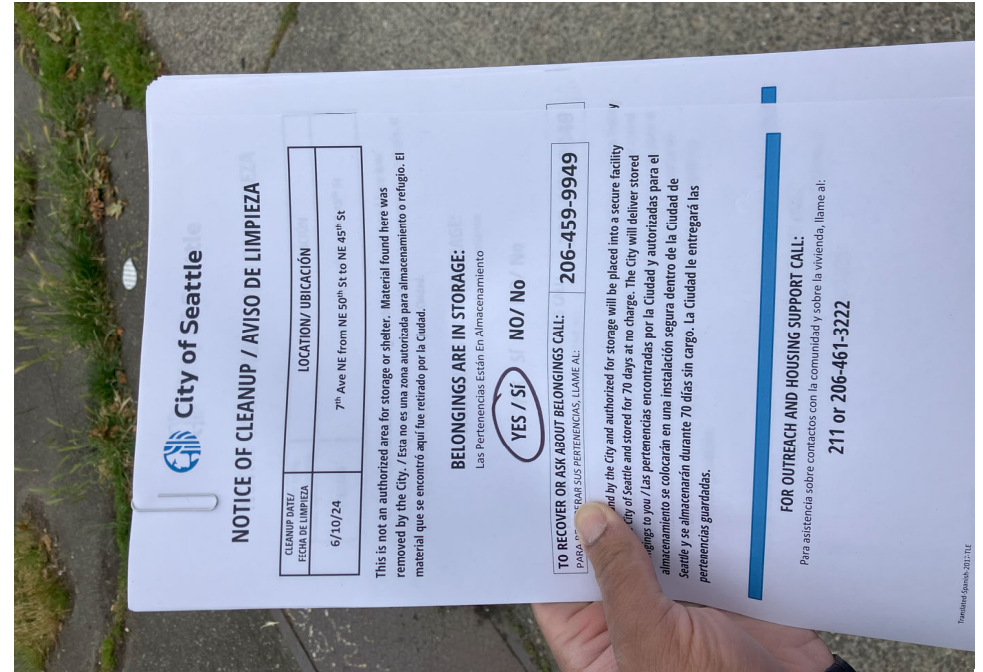 City of Seattle
NOTICE OF CLEANUP / AVISO DE LIMPIEZA
CLEANUP DATE/
FECHA DE LIMPIEZA
LOCATION/ UBICACIÓN
6/10/24
7th Ave NE from NE 50th St to NE 45th St
This is not an authorized area for storage or shelter. Material found here was
removed by the City. / Esta no es una zona autorizada para almacenamiento o refugio. El
material que se encontró aquí fue retirado por la Ciudad.
BELONGINGS ARE IN STORAGE:
Las Pertenencias Están En Almacenamiento
YES / Sí NO/ No
TO RECOVER OR ASK ABOUT BELONGINGS CALL:
PARA SUS PERTENENCIAS, LLAME AL:
206-459-9949
by the City and authorized for storage will be placed into a secure facility
City of Seattle and stored for 70 days at no charge. The City will deliver stored
to you / Las pertenencias encontradas por la Ciudad y autorizadas para el
almacenamiento se colocarán en una instalación segura dentro de la Ciudad de
Seattle y se almacenarán durante 70 días sin cargo. La Ciudad le entregará las
pertenencias guardadas.
FOR OUTREACH AND HOUSING SUPPORT CALL:
Para asistencia sobre contactos con la comunidad y sobre la vivienda, llame al:
211 or 206-461-3222
Translated-Spanish-2017-TLE